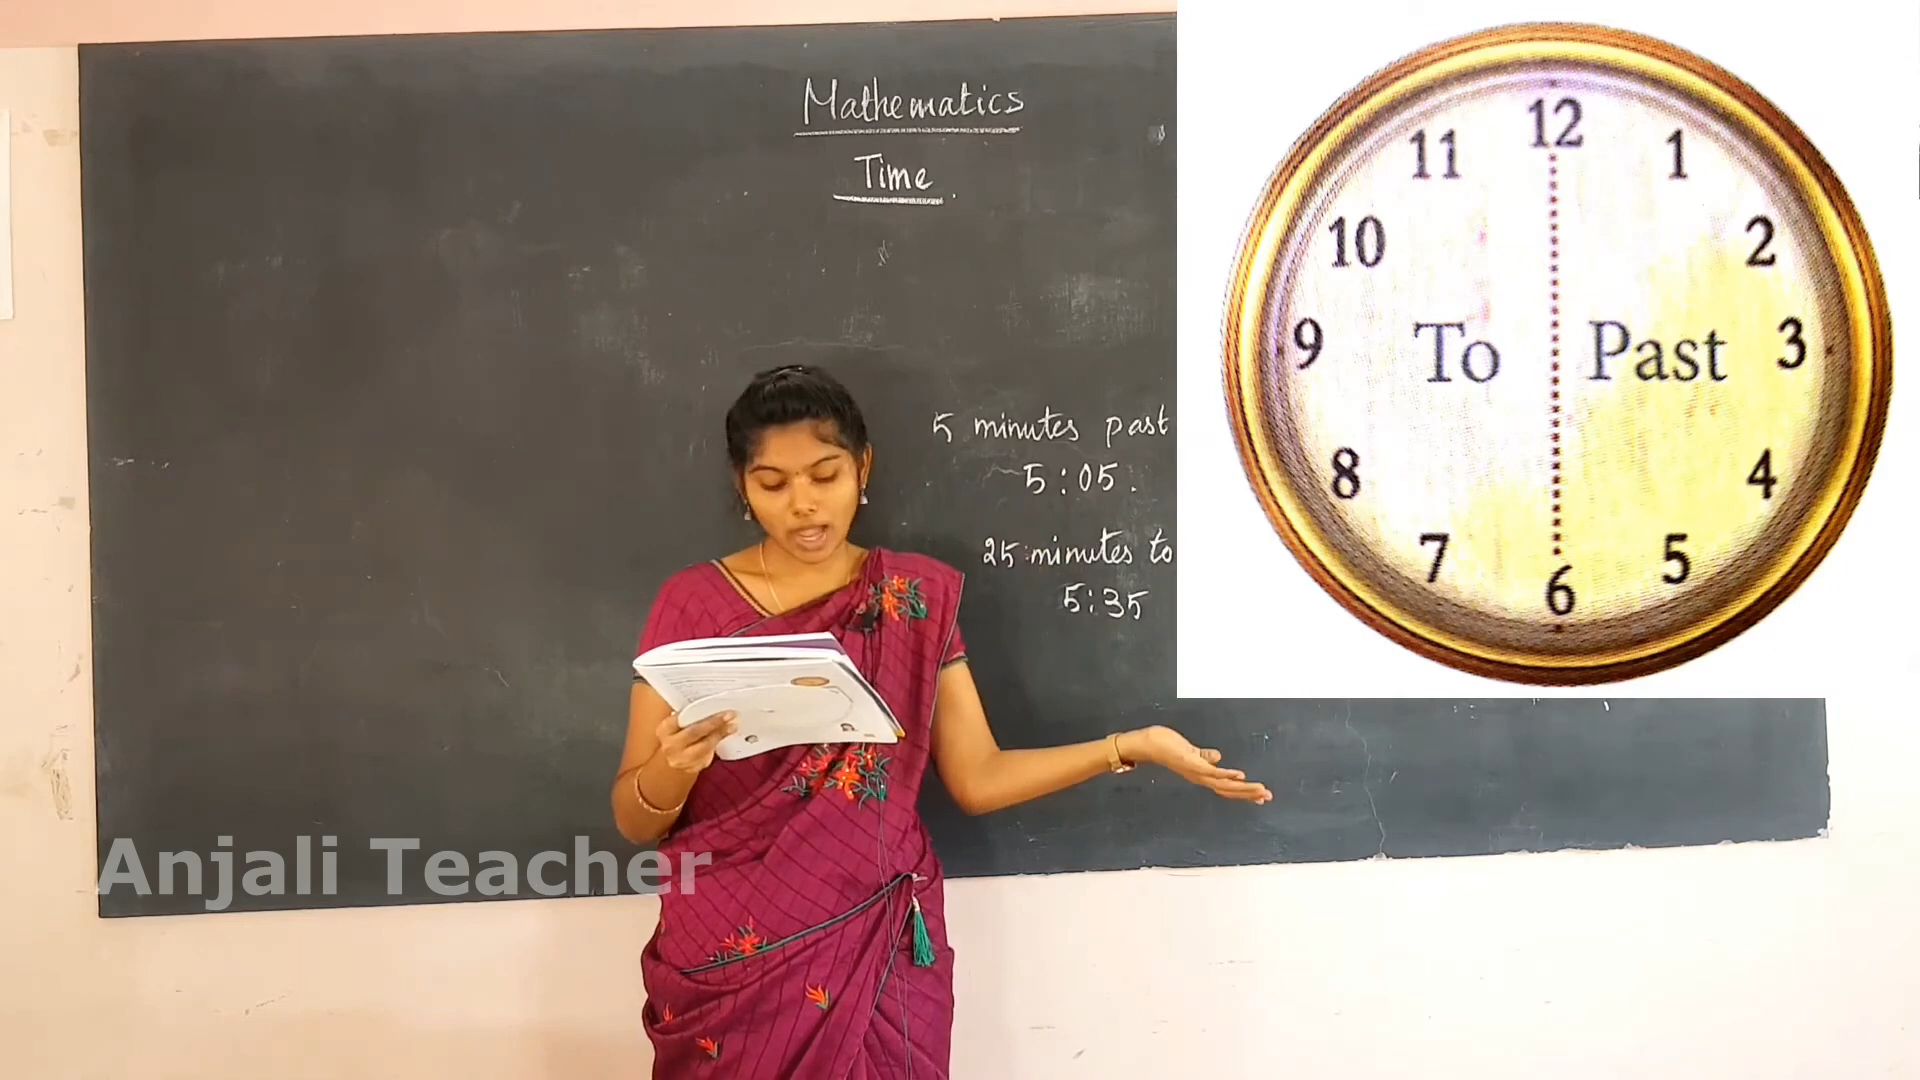 Mathematics
Time
5 minutes past
5:05.
25 minutes to
5:35
12
11
1
10
2
9
To
Past
3
8
4
7
5
6
Anjali Teacher